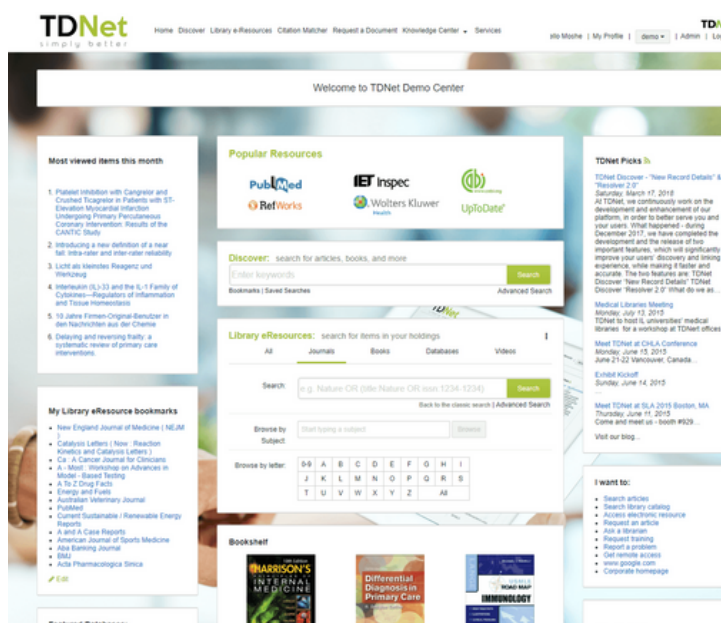 TDNet
simply better
Home Discover Library e-Resources Citation Matcher Request a Document Knowledge Center Services
Moshe | My Profile | demo | Admin |
Welcome to TDNet Demo Center
Most viewed items this month
1. Platelet Inhibition with Cangrelor and
Crushed Ticagrelor in Patients with ST-
Elevation Myocardial Infarction
Undergoing Primary Percutaneous
Coronary Intervention: Results of the
CANTIC Study
2. Introducing a new definition of a near
fall: Intra-rater and inter-rater reliability
3. Licht als kleinstes Reagenz und
Werkzeug
4. Interleukin (IL)-33 and the IL-1 Family of
Cytokines—Regulators of Inflammation
and Tissue Homeostasis
5. 10 Jahre Firmen-Original-Benutzer in
den Nachrichten aus der Chemie
6. Delaying and reversing frailty: a
systematic review of primary care
interventions
My Library eResource bookmarks
New England Journal of Medicine ( NEJM
)
Catalysis Letters ( Now : Reaction
Kinetics and Catalysis Letters )
Ca : A Cancer Journal for Clinicians
A - Most : Workshop on Advances in
Model - Based Testing
A To Z Drug Facts
Energy and Fuels
Australian Veterinary Journal
PubMed
Current Sustainable / Renewable Energy
Reports
A and A Case Reports
American Journal of Sports Medicine
Aba Banking Journal
BMJ
Acta Pharmacologica Sinica
Edit
Popular Resources
PubMed
IET Inspec
cabi
RefWorks
Wolters Kluwer
Health
UpToDate®
Discover: search for articles, books, and more
Enter keywords
Search
Bookmarks | Saved Searches
Advanced Search
TDNet
Library eResources: search for items in your holdings
All Journals Books Databases Videos
Search:
e.g. Nature OR (title:Nature OR issn:1234-1234)
Search
Back to the classic search | Advanced Search
Browse by
Subject:
Start typing a subject
Browse
Browse by letter:
0-9 A B C D E F G H I
J K L M N O P Q R S
T U V W X Y Z All
Bookshelf
HARRISON'S
PRINCIPLES OF
INTERNAL
MEDICINE
Differential
Diagnosis in
Primary Care
USMLE
ROAD MAP
IMMUNOLOGY
TDNet Picks
TDNet Discover - "New Record Details" &
"Resolver 2.0"
Saturday, March 17, 2018
At TDNet, we continuously work on the
development and enhancement of our
platform, in order to better serve you and
your users. What happened - during
December 2017, we have completed the
development and the release of two
important features, which will significantly
improve your users' discovery and linking
experience, while making it faster and
accurate. The two features are: TDNet
Discover "New Record Details" TDNet
Discover "Resolver 2.0" What do we as...
Medical Libraries Meeting
Monday, July 13, 2015
TDNet to host IL universities' medical
libraries for a workshop at TDNet offices
Meet TDNet at CHLA Conference
Monday, June 15, 2015
June 21-22 Vancouver, Canada...
Exhibit Kickoff
Sunday, June 14, 2015
...
Meet TDNet at SLA 2015 Boston, MA
Thursday, June 11, 2015
Come and meet us - booth #929...
Visit our blog...
I want to:
Search articles
Search library catalog
Access electronic resource
Request an article
Ask a librarian
Request training
Report a problem
Get remote access
www.google.com
Corporate homepage